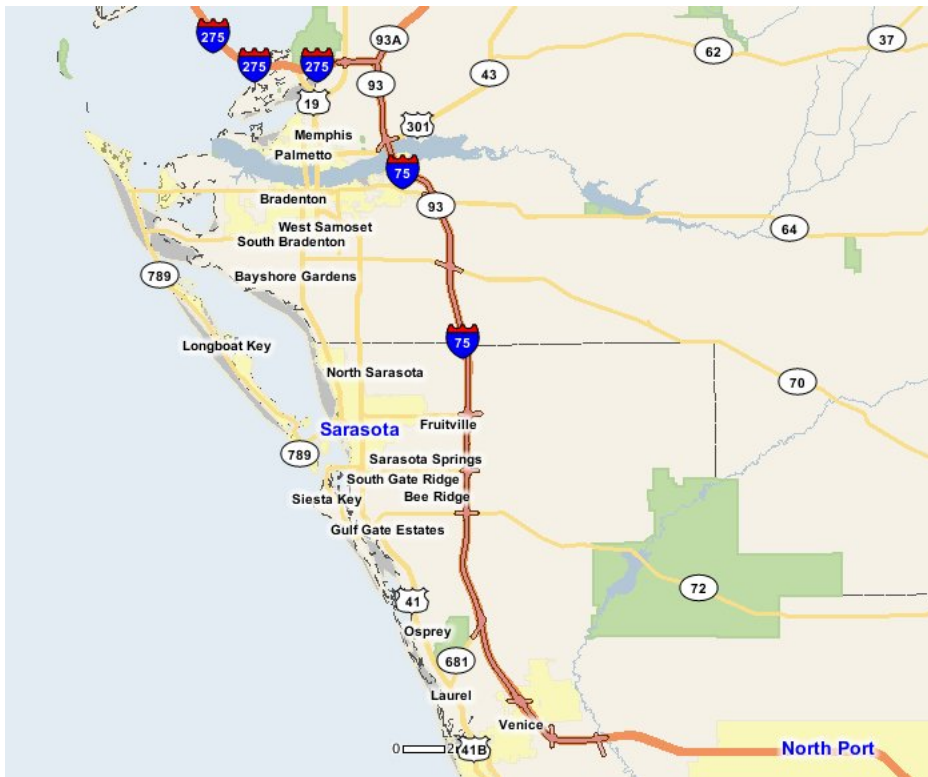 275
93A
37
62
275
275
43
93
19
301
Memphis
Palmetto
75
Bradenton
93
West Samoset
64
South Bradenton
789
Bayshore Gardens
75
Longboat Key
North Sarasota
70
Fruitville
Sarasota
789
Sarasota Springs
South Gate Ridge
Siesta Key
Bee Ridge
Gulf Gate Estates
72
41
Osprey
681
Laurel
Venice
0
2
41B
North Port